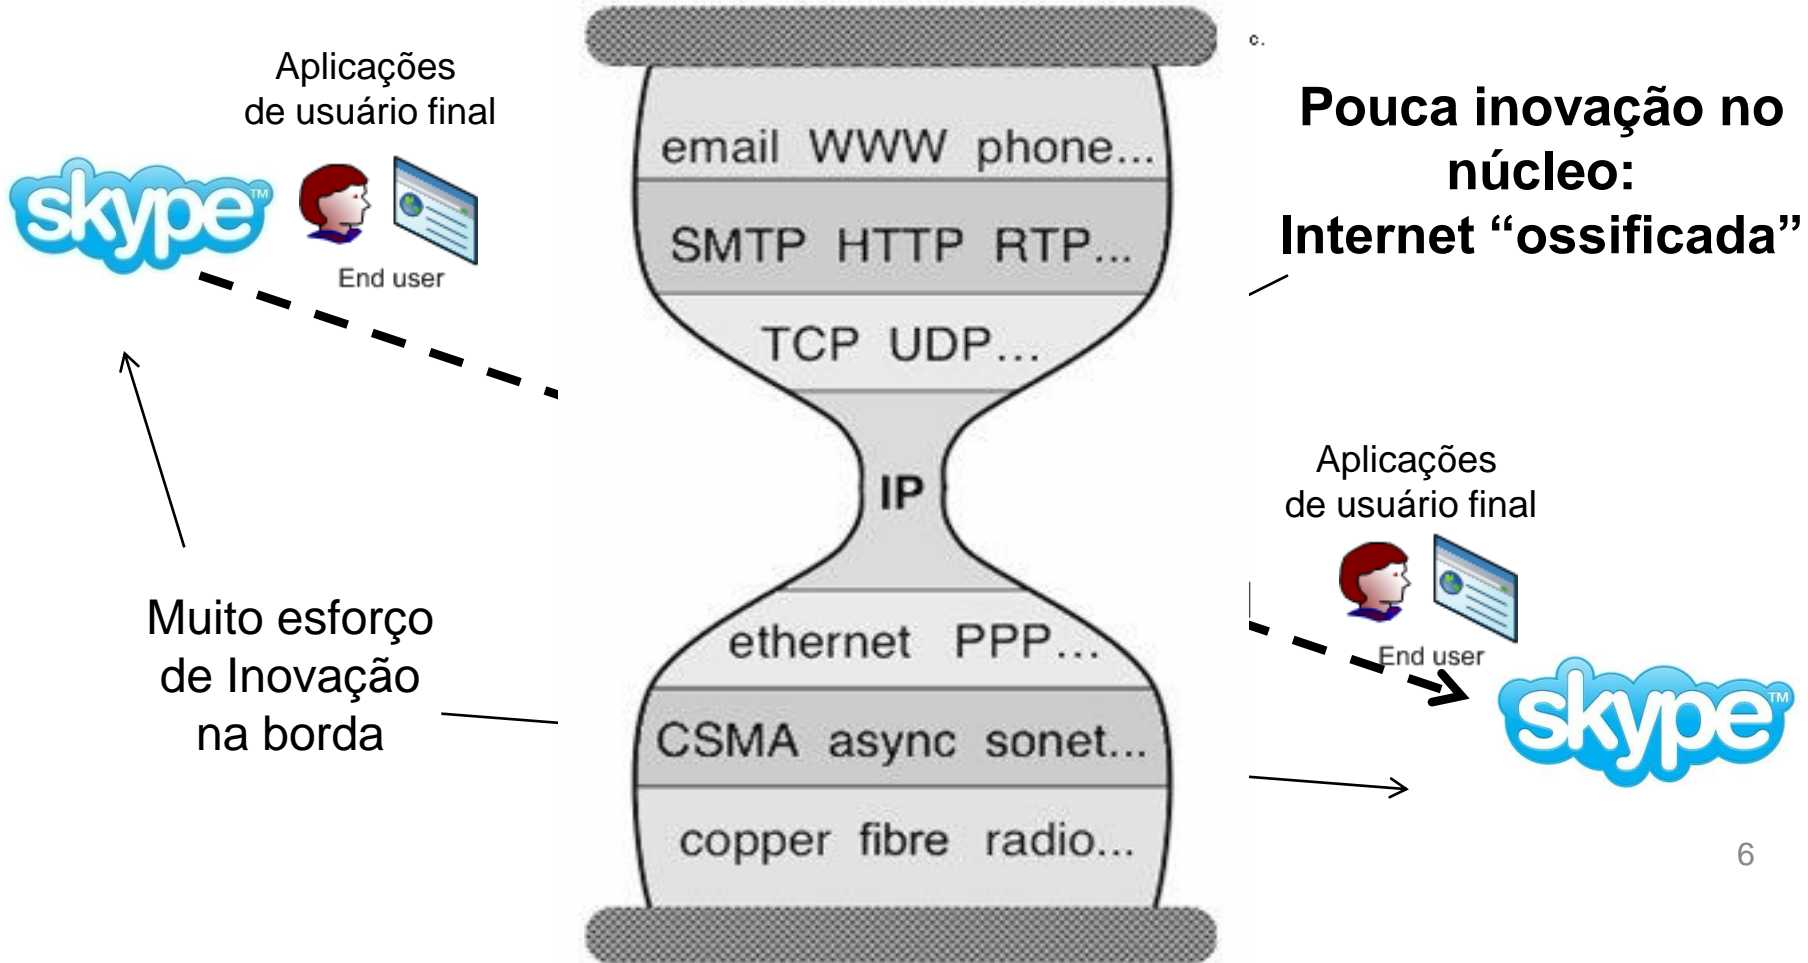 Aplicações
de usuário final
skype™
End user
c.
Pouca inovação no
núcleo:
Internet “ossificada”
email WWW phone...
SMTP HTTP RTP...
TCP UDP...
IP
ethernet PPP...
CSMA async sonet...
copper fibre radio...
Muito esforço
de Inovação
na borda
Aplicações
de usuário final
End user
skype™
6